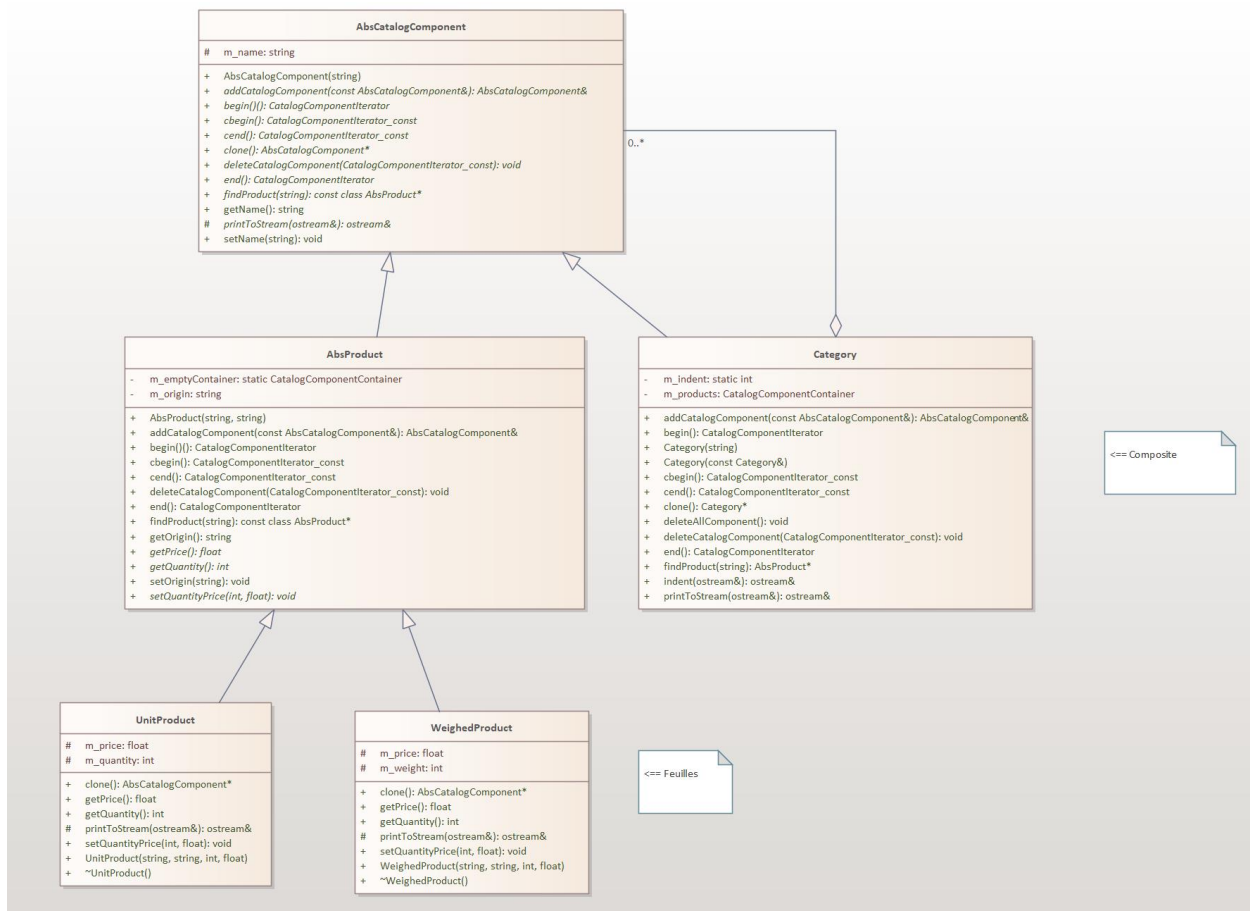 AbsCatalogComponent
# m_name: string
+ AbsCatalogComponent(string)
+ addCatalogComponent(const AbsCatalogComponent&): AbsCatalogComponent&
+ begin()(): CatalogComponentIterator
+ cbegin(): CatalogComponentIterator_const
+ cend(): CatalogComponentIterator_const
+ clone(): AbsCatalogComponent*
+ deleteCatalogComponent(CatalogComponentIterator_const): void
+ end(): CatalogComponentIterator
+ findProduct(string): const class AbsProduct*
+ getName(): string
# printToStream(ostream&): ostream&
+ setName(string): void
0..*
AbsProduct
- m_emptyContainer: static CatalogComponentContainer
- m_origin: string
+ AbsProduct(string, string)
+ addCatalogComponent(const AbsCatalogComponent&): AbsCatalogComponent&
+ begin()(): CatalogComponentIterator
+ cbegin(): CatalogComponentIterator_const
+ cend(): CatalogComponentIterator_const
+ deleteCatalogComponent(CatalogComponentIterator_const): void
+ end(): CatalogComponentIterator
+ findProduct(string): const class AbsProduct*
+ getOrigin(): string
+ getPrice(): float
+ getQuantity(): int
+ setOrigin(string): void
+ setQuantityPrice(int, float): void
Category
- m_indent: static int
- m_products: CatalogComponentContainer
+ addCatalogComponent(const AbsCatalogComponent&): AbsCatalogComponent&
+ begin(): CatalogComponentIterator
+ Category(string)
+ Category(const Category&)
+ cbegin(): CatalogComponentIterator_const
+ cend(): CatalogComponentIterator_const
+ clone(): Category*
+ deleteAllComponent(): void
+ deleteCatalogComponent(CatalogComponentIterator_const): void
+ end(): CatalogComponentIterator
+ findProduct(string): AbsProduct*
+ indent(ostream&): ostream&
+ printToStream(ostream&): ostream&
<== Composite
UnitProduct
# m_price: float
# m_quantity: int
+ clone(): AbsCatalogComponent*
+ getPrice(): float
+ getQuantity(): int
# printToStream(ostream&): ostream&
+ setQuantityPrice(int, float): void
+ UnitProduct(string, string, int, float)
+ ~UnitProduct()
WeighedProduct
# m_price: float
# m_weight: int
+ clone(): AbsCatalogComponent*
+ getPrice(): float
+ getQuantity(): int
# printToStream(ostream&): ostream&
+ setQuantityPrice(int, float): void
+ WeighedProduct(string, string, int, float)
+ ~WeighedProduct()
<== Feuilles